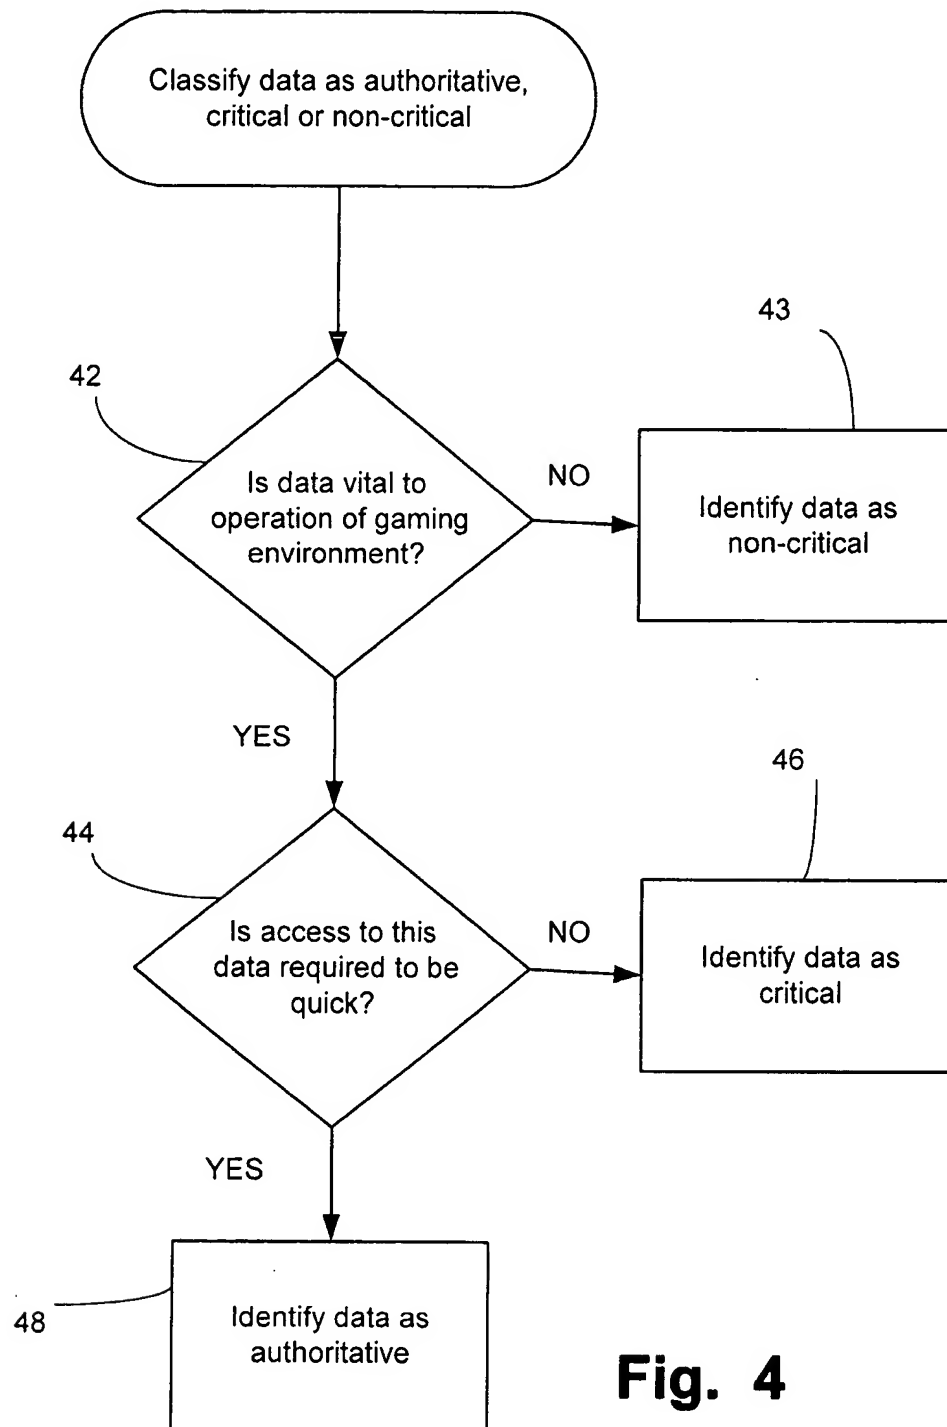 Classify data as authoritative,
critical or non-critical
43
42
Is data vital to
operation of gaming
environment?
NO
Identify data as
non-critical
YES
46
44
Is access to this
data required to be
quick?
NO
Identify data as
critical
YES
48
Identify data as
authoritative
Fig. 4